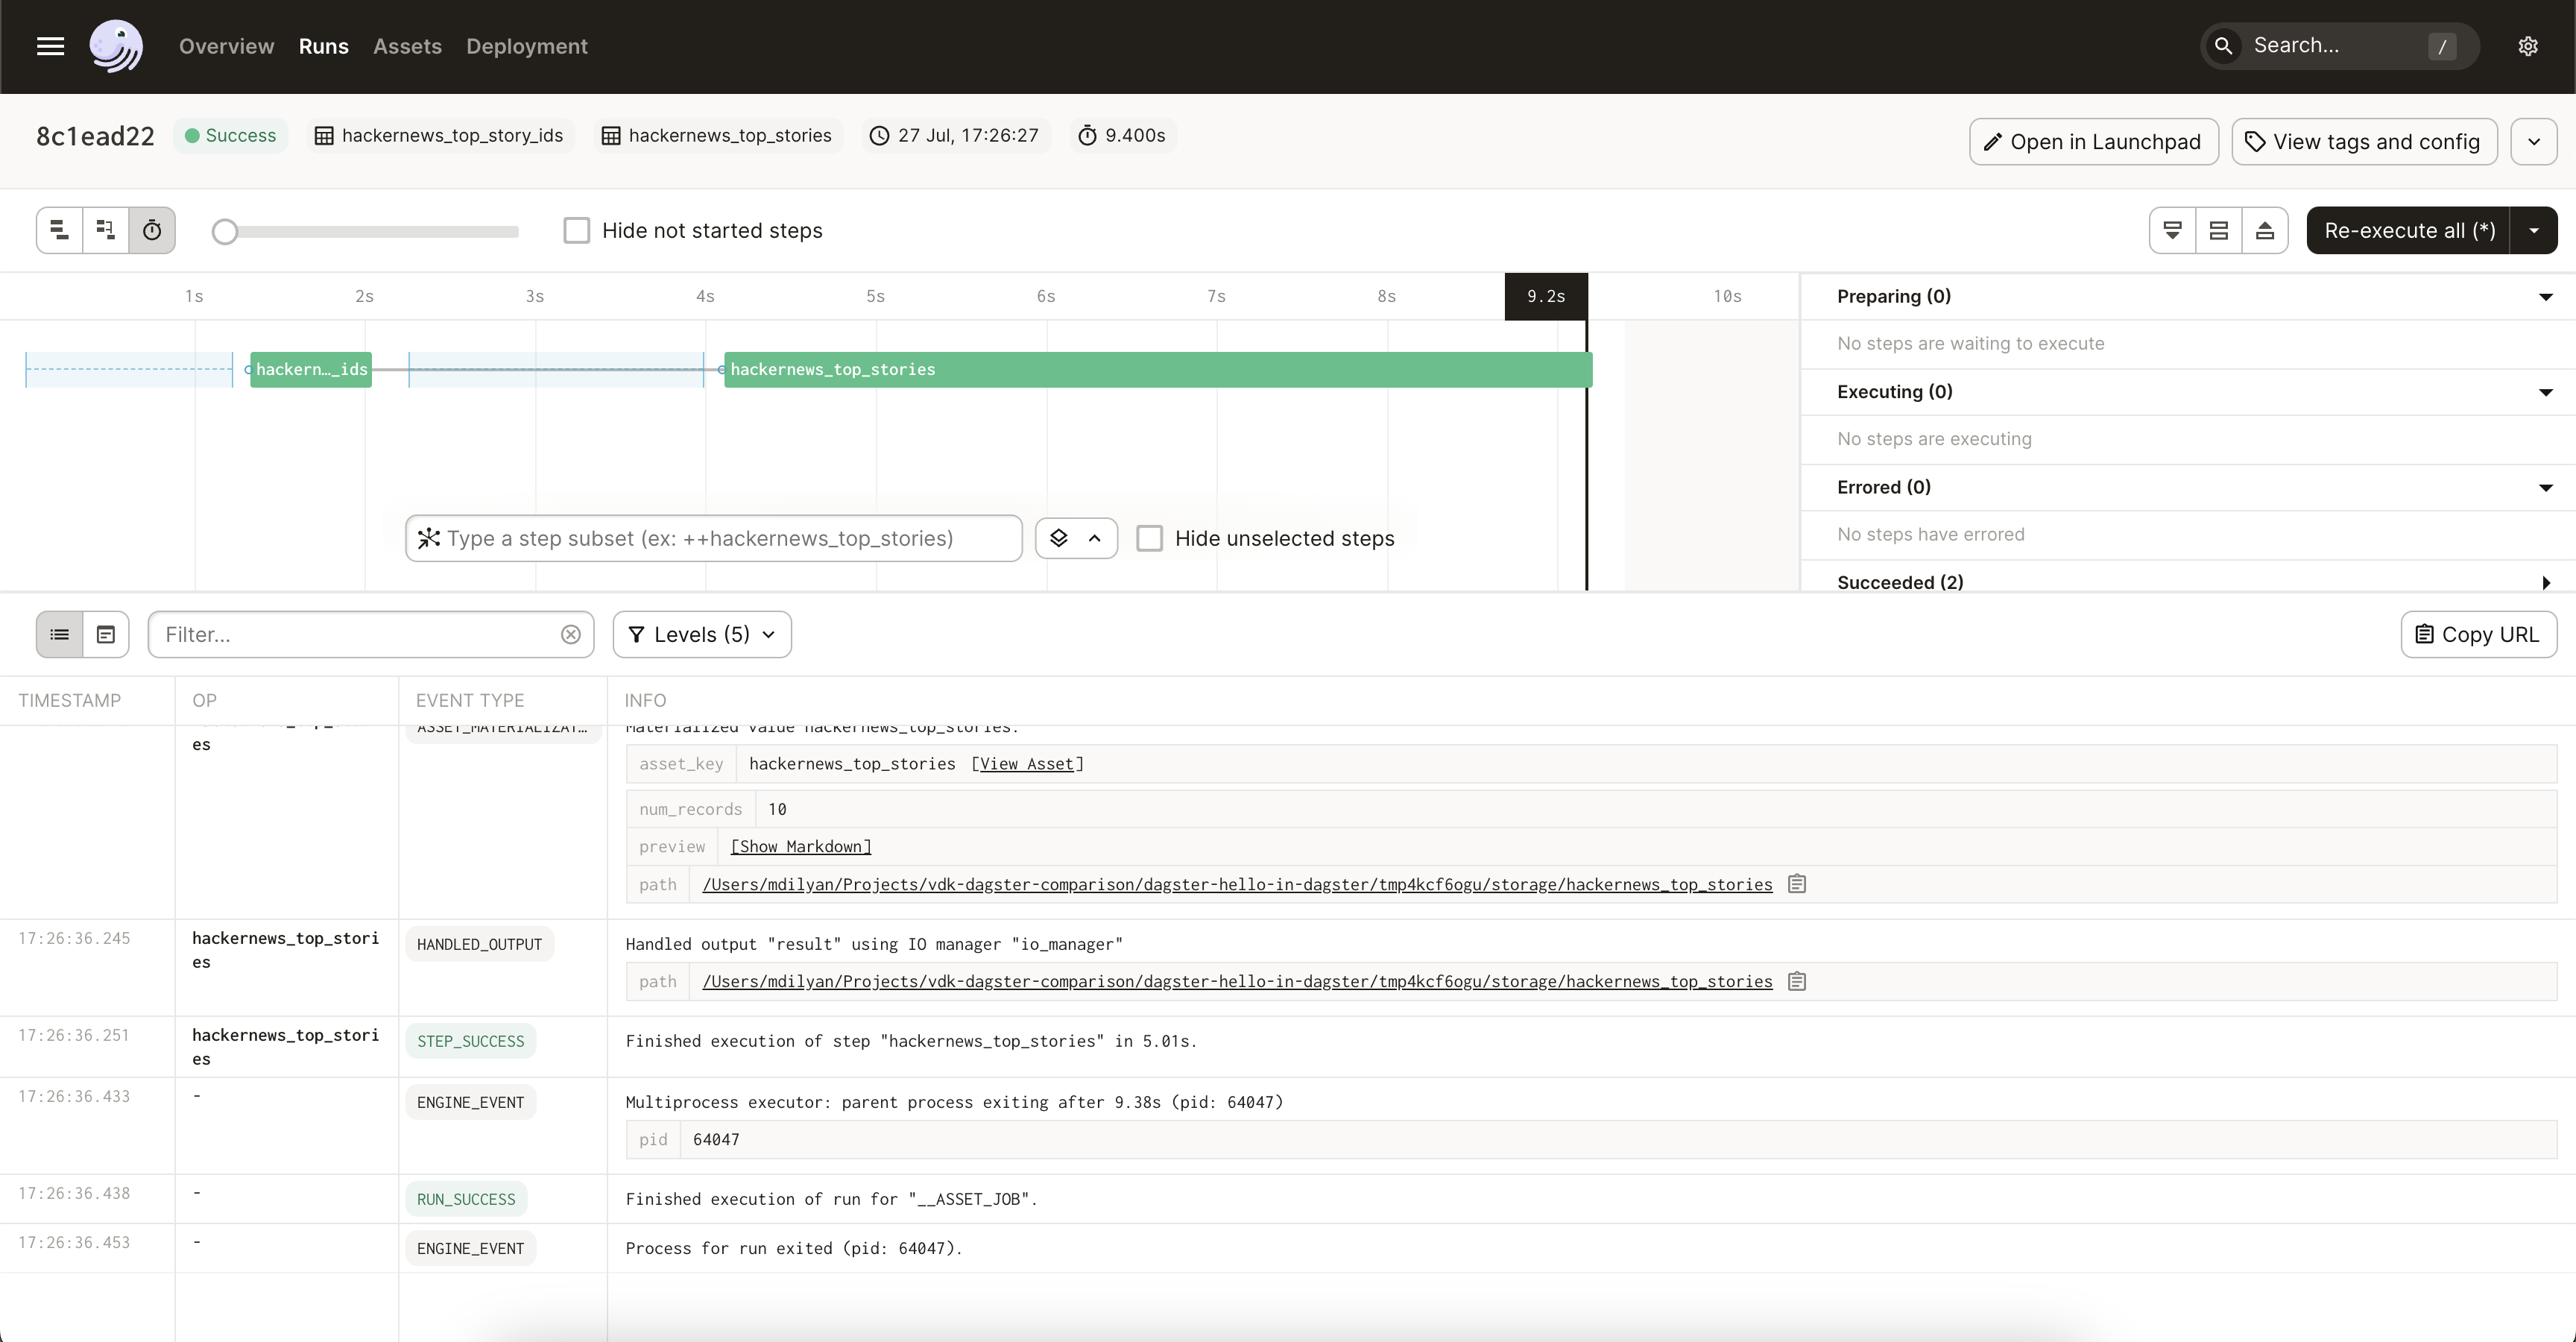 Overview Runs Assets Deployment Search... /
8c1ead22 Success hackernews_top_story_ids hackernews_top_stories 27 Jul, 17:26:27 9.400s Open in Launchpad View tags and config
Hide not started steps Re-execute all (*)
1s 2s 3s 4s 5s 6s 7s 8s 9.2s 10s
Preparing (0)
No steps are waiting to execute
hackern…_ids hackernews_top_stories
Executing (0)
No steps are executing
Errored (0)
No steps have errored
Type a step subset (ex: ++hackernews_top_stories) Hide unselected steps
Succeeded (2)
Filter... Levels (5) Copy URL
TIMESTAMP OP EVENT TYPE INFO
ASSET_MATERIALIZAT… Materialized value hackernews_top_stories.
es
asset_key hackernews_top_stories [View Asset]
num_records 10
preview [Show Markdown]
path /Users/mdilyan/Projects/vdk-dagster-comparison/dagster-hello-in-dagster/tmp4kcf6ogu/storage/hackernews_top_stories
17:26:36.245 hackernews_top_stori HANDLED_OUTPUT Handled output "result" using IO manager "io_manager"
es
path /Users/mdilyan/Projects/vdk-dagster-comparison/dagster-hello-in-dagster/tmp4kcf6ogu/storage/hackernews_top_stories
17:26:36.251 hackernews_top_stori STEP_SUCCESS Finished execution of step "hackernews_top_stories" in 5.01s.
es
17:26:36.433 - ENGINE_EVENT Multiprocess executor: parent process exiting after 9.38s (pid: 64047)
pid 64047
17:26:36.438 - RUN_SUCCESS Finished execution of run for "__ASSET_JOB".
17:26:36.453 - ENGINE_EVENT Process for run exited (pid: 64047).